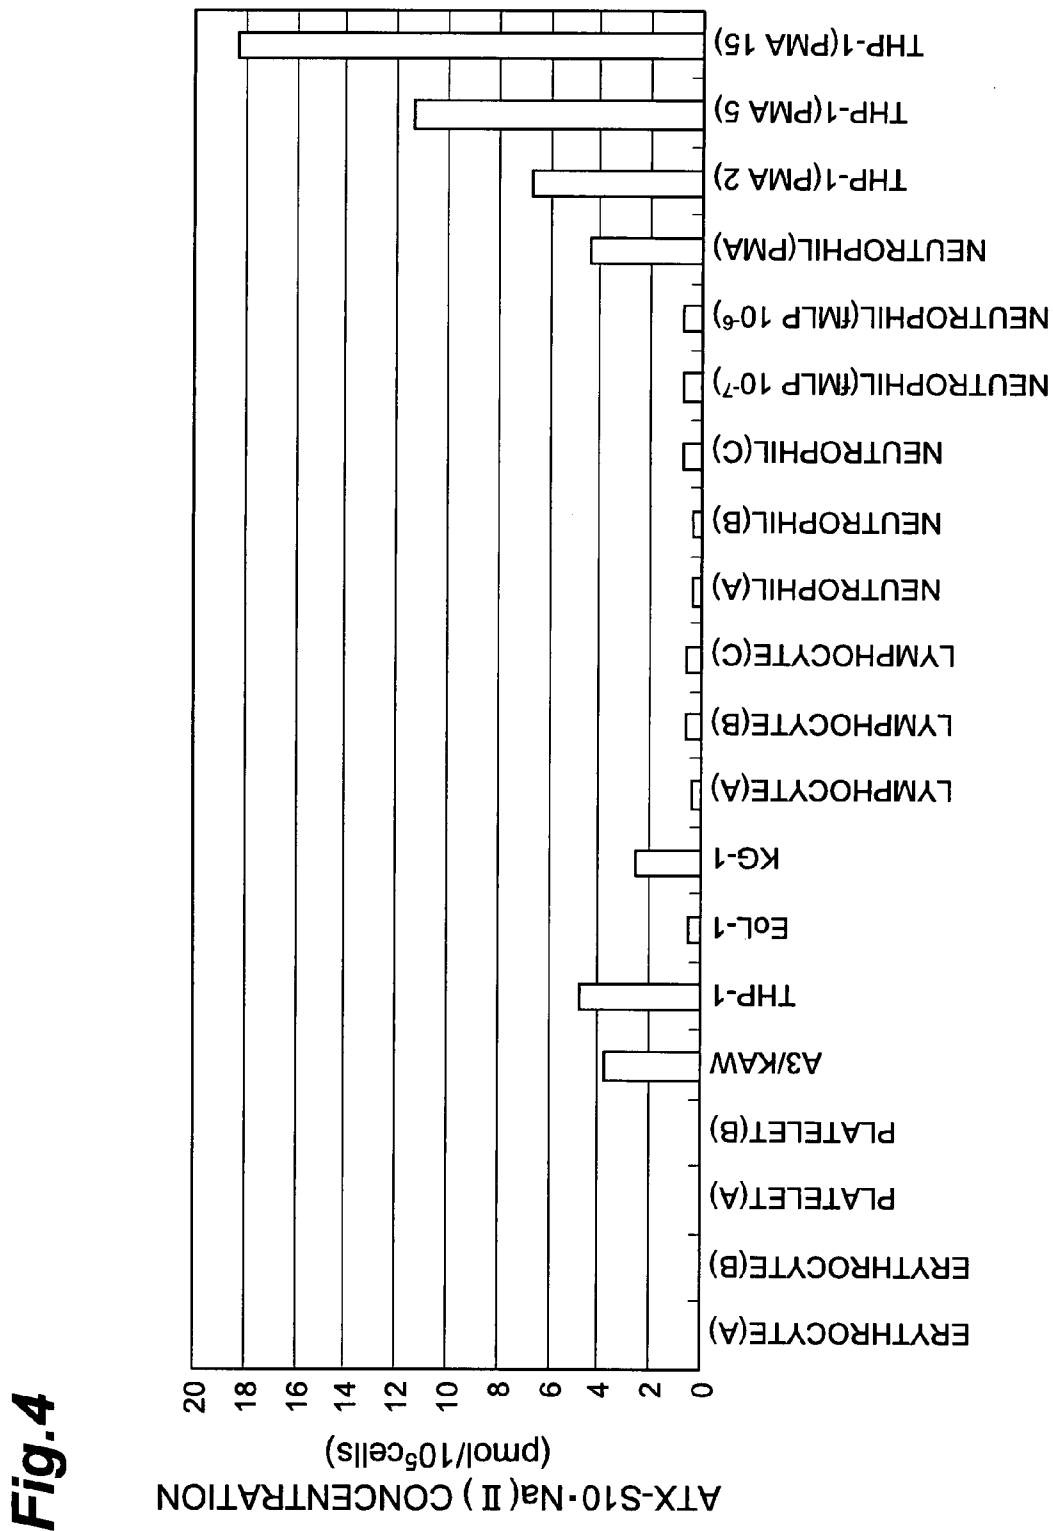 Fig.4
ATX-S10·Na(Ⅱ) CONCENTRATION
(pmol/10⁵cells)
20
18
16
14
12
10
8
6
4
2
0
ERYTHROCYTE(A)
ERYTHROCYTE(B)
PLATELET(A)
PLATELET(B)
A3/KAW
THP-1
EoL-1
KG-1
LYMPHOCYTE(A)
LYMPHOCYTE(B)
LYMPHOCYTE(C)
NEUTROPHIL(A)
NEUTROPHIL(B)
NEUTROPHIL(C)
NEUTROPHIL(fMLP 10⁻⁷)
NEUTROPHIL(fMLP 10⁻⁶)
NEUTROPHIL(PMA)
THP-1(PMA 2)
THP-1(PMA 5)
THP-1(PMA 15)